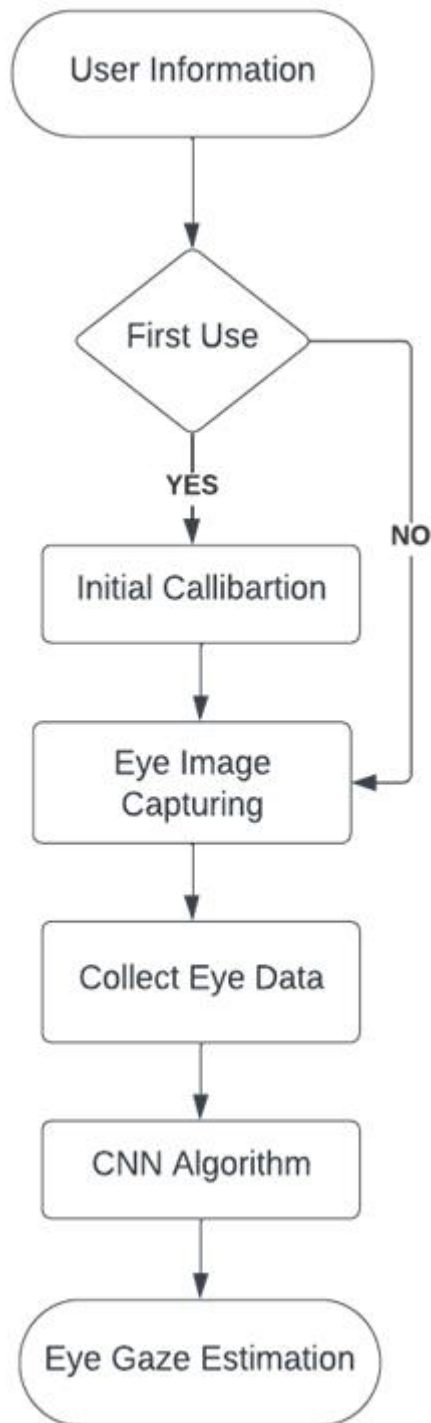 User Information
First Use
YES
NO
Initial Callibartion
Eye Image
Capturing
Collect Eye Data
CNN Algorithm
Eye Gaze Estimation